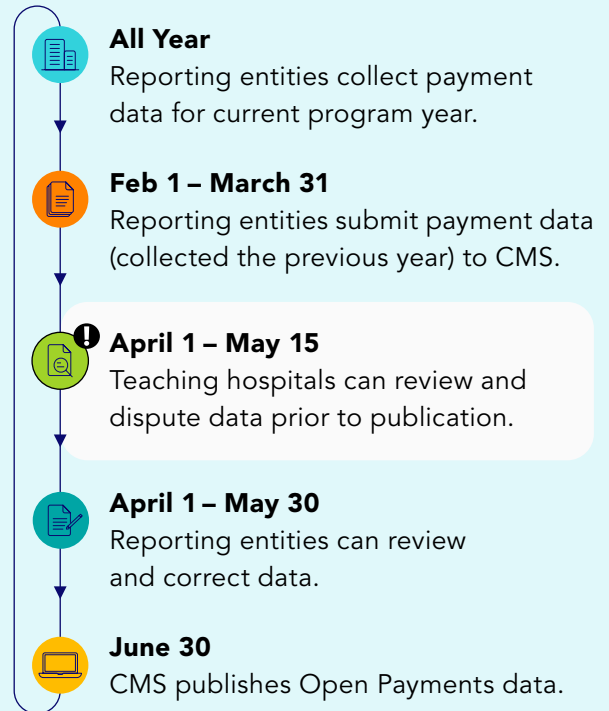 All Year
Reporting entities collect payment
data for current program year.
Feb 1 – March 31
Reporting entities submit payment data
(collected the previous year) to CMS.
April 1 – May 15
Teaching hospitals can review and
dispute data prior to publication.
April 1 – May 30
Reporting entities can review
and correct data.
June 30
CMS publishes Open Payments data.